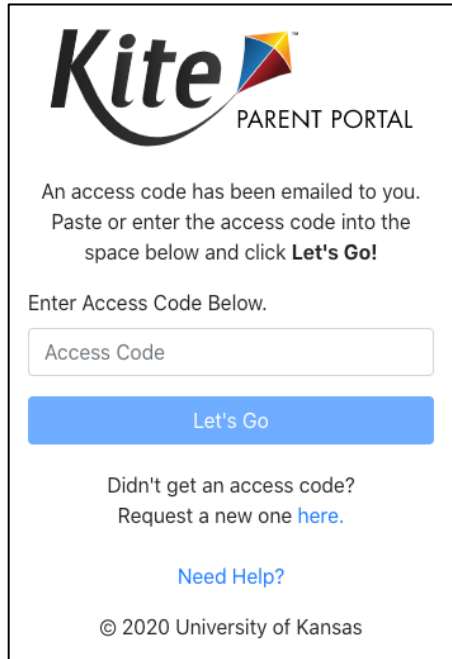 Kite™
PARENT PORTAL
An access code has been emailed to you.
Paste or enter the access code into the
space below and click Let's Go!
Enter Access Code Below.
Access Code
Let's Go
Didn't get an access code?
Request a new one here.
Need Help?
© 2020 University of Kansas